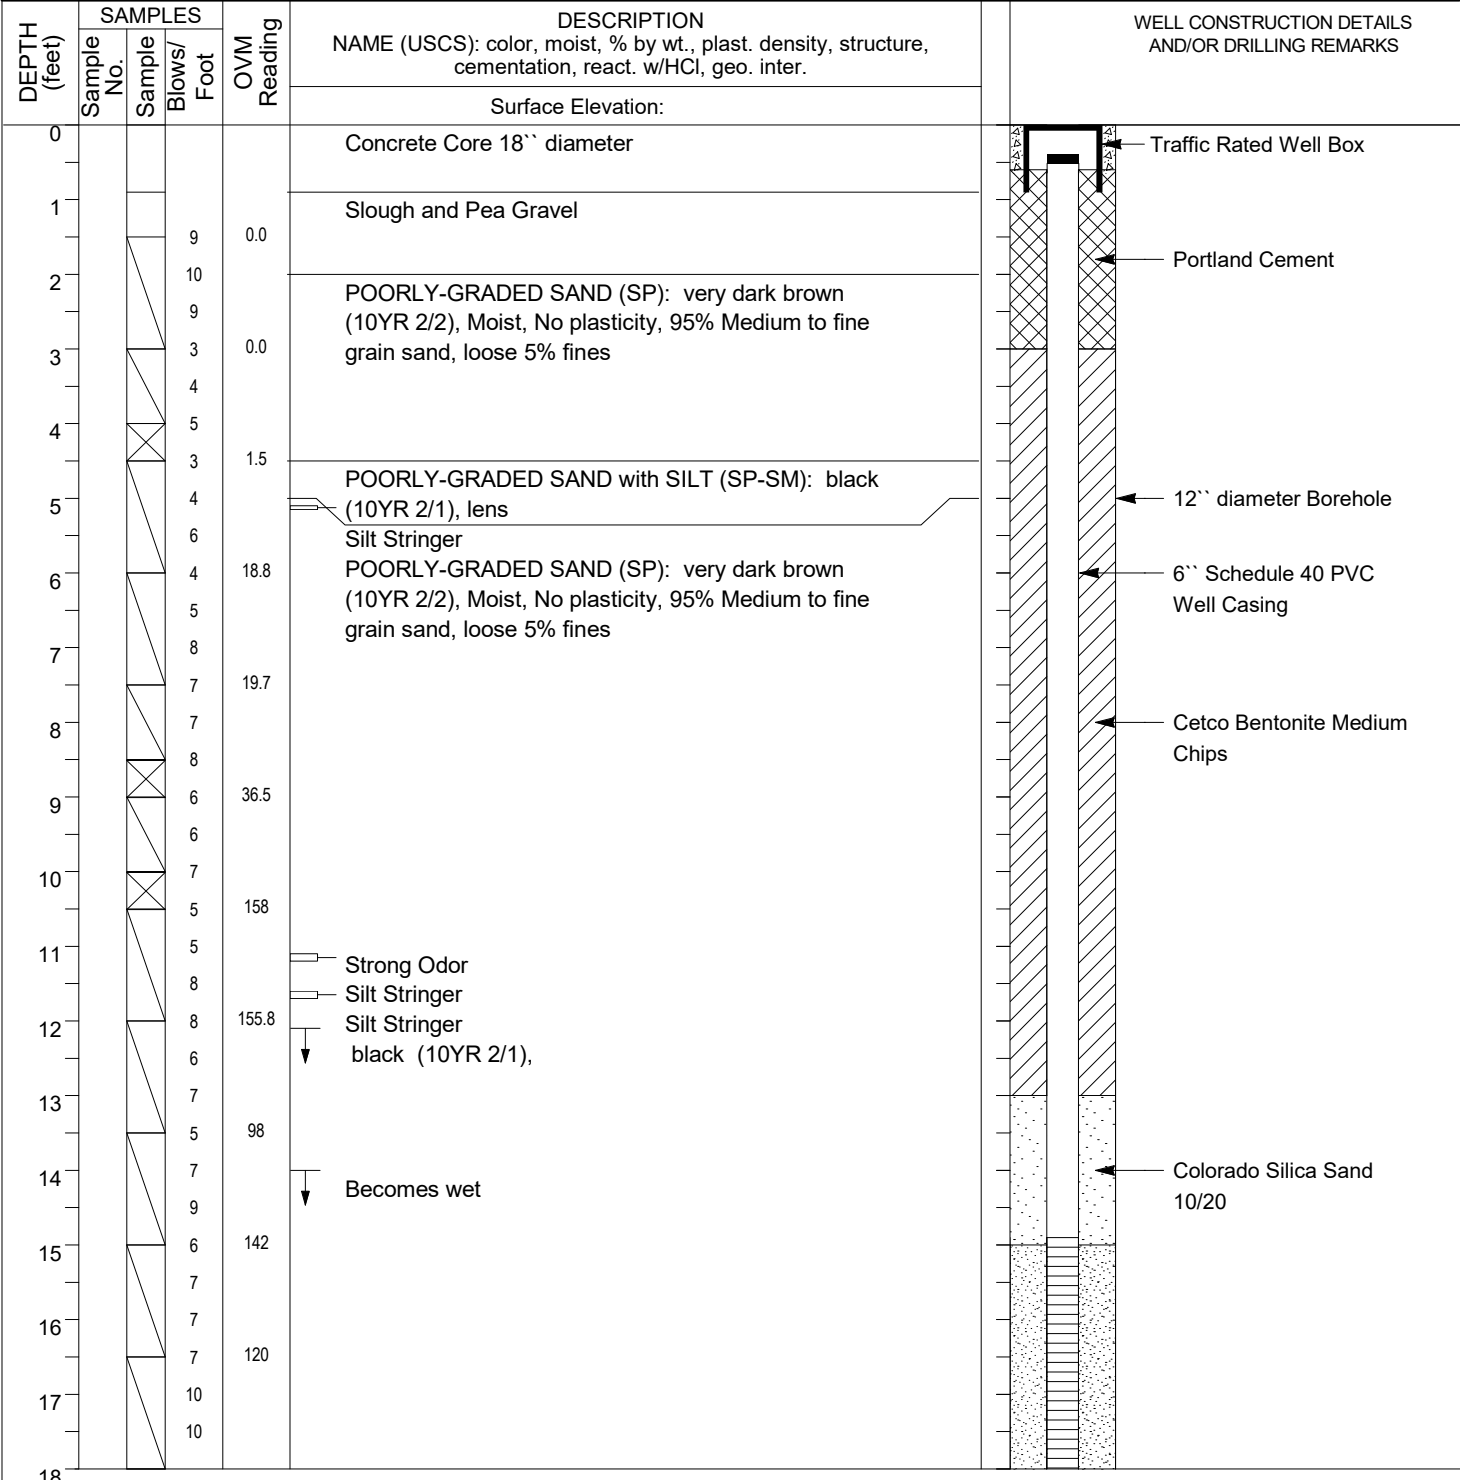 DEPTH (feet)
SAMPLES
Sample No.
Sample
Blows/ Foot
OVM Reading
DESCRIPTION
NAME (USCS): color, moist, % by wt., plast. density, structure,
cementation, react. w/HCl, geo. inter.
Surface Elevation:
WELL CONSTRUCTION DETAILS
AND/OR DRILLING REMARKS
0
Concrete Core 18`` diameter
Traffic Rated Well Box
1
Slough and Pea Gravel
9 0.0
Portland Cement
2 10
POORLY-GRADED SAND (SP): very dark brown
9
(10YR 2/2), Moist, No plasticity, 95% Medium to fine
3 3 0.0
grain sand, loose 5% fines
4
4 5
3 1.5
POORLY-GRADED SAND with SILT (SP-SM): black
5 4
(10YR 2/1), lens
12`` diameter Borehole
6
Silt Stringer
6 4 18.8
POORLY-GRADED SAND (SP): very dark brown
6`` Schedule 40 PVC
5
(10YR 2/2), Moist, No plasticity, 95% Medium to fine
Well Casing
grain sand, loose 5% fines
7 8
7 19.7
8 7
Cetco Bentonite Medium
Chips
8
9 6 36.5
6
10 7
5 158
11 5
Strong Odor
8
Silt Stringer
12 8 155.8
Silt Stringer
6
black (10YR 2/1),
13 7
5 98
14 7
Colorado Silica Sand
Becomes wet
10/20
9
15 6 142
7
16 7
7 120
17 10
10
18